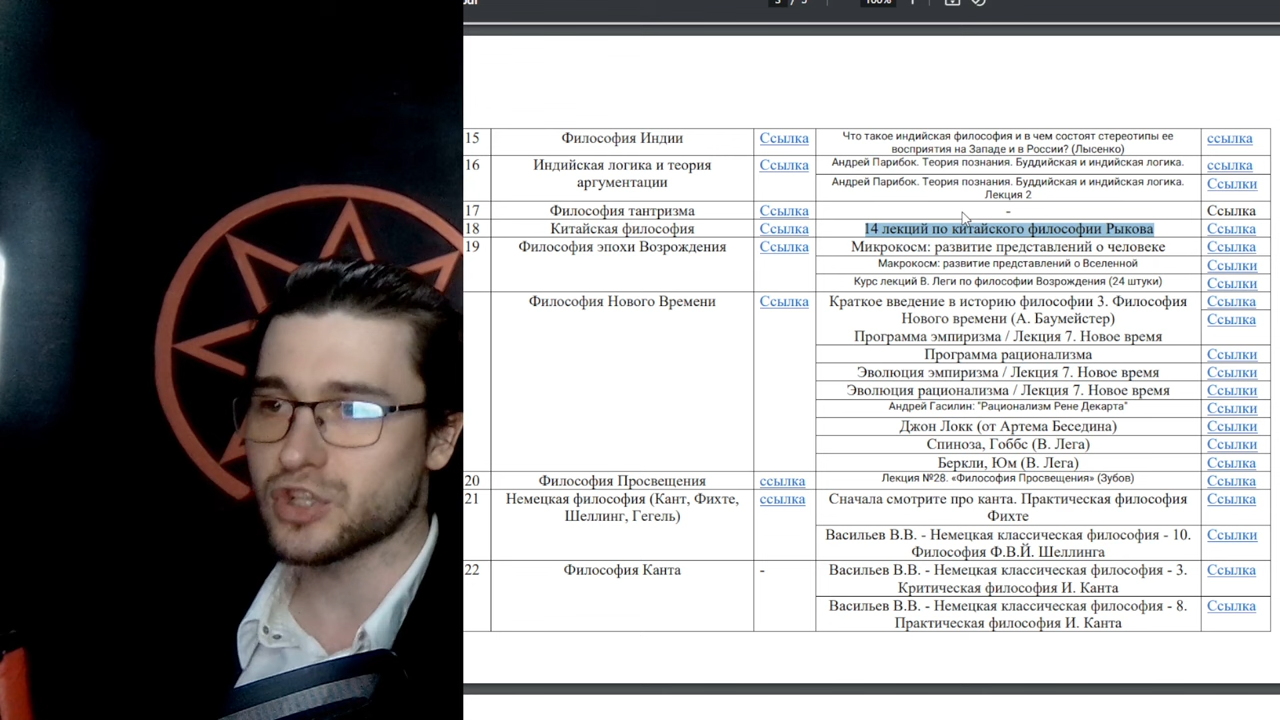 df
3 / 5
100%
15 Философия Индии Ссылка Что такое индийская философия и в чем состоят стереотипы ее ссылка
восприятия на Западе и в России? (Лысенко)
16 Индийская логика и теория Ссылка Андрей Парибок. Теория познания. Буддийская и индийская логика. ссылка
аргументации Андрей Парибок. Теория познания. Буддийская и индийская логика. Ссылки
Лекция 2
17 Философия тантризма Ссылка - Ссылка
18 Китайская философия Ссылка 14 лекций по китайского философии Рыкова Ссылка
19 Философия эпохи Возрождения Ссылка Микрокосм: развитие представлений о человеке Ссылка
Макрокосм: развитие представлений о Вселенной Ссылки
Курс лекций В. Леги по философии Возрождения (24 штуки) Ссылки
Философия Нового Времени Ссылка Краткое введение в историю философии 3. Философия Ссылка
Нового времени (А. Баумейстер) Ссылка
Программа эмпиризма / Лекция 7. Новое время
Программа рационализма Ссылки
Эволюция эмпиризма / Лекция 7. Новое время Ссылки
Эволюция рационализма / Лекция 7. Новое время Ссылки
Андрей Гасилин: "Рационализм Рене Декарта" Ссылки
Джон Локк (от Артема Беседина) Ссылки
Спиноза, Гоббс (В. Лега) Ссылки
Беркли, Юм (В. Лега) Ссылка
20 Философия Просвещения ссылка Лекция №28. «Философия Просвещения» (Зубов) Ссылка
21 Немецкая философия (Кант, Фихте, ссылка Сначала смотрите про канта. Практическая философия Ссылка
Шеллинг, Гегель) Фихте
Васильев В.В. - Немецкая классическая философия - 10. Ссылки
Философия Ф.В.Й. Шеллинга
22 Философия Канта - Васильев В.В. - Немецкая классическая философия - 3. Ссылка
Критическая философия И. Канта
Васильев В.В. - Немецкая классическая философия - 8. Ссылка
Практическая философия И. Канта